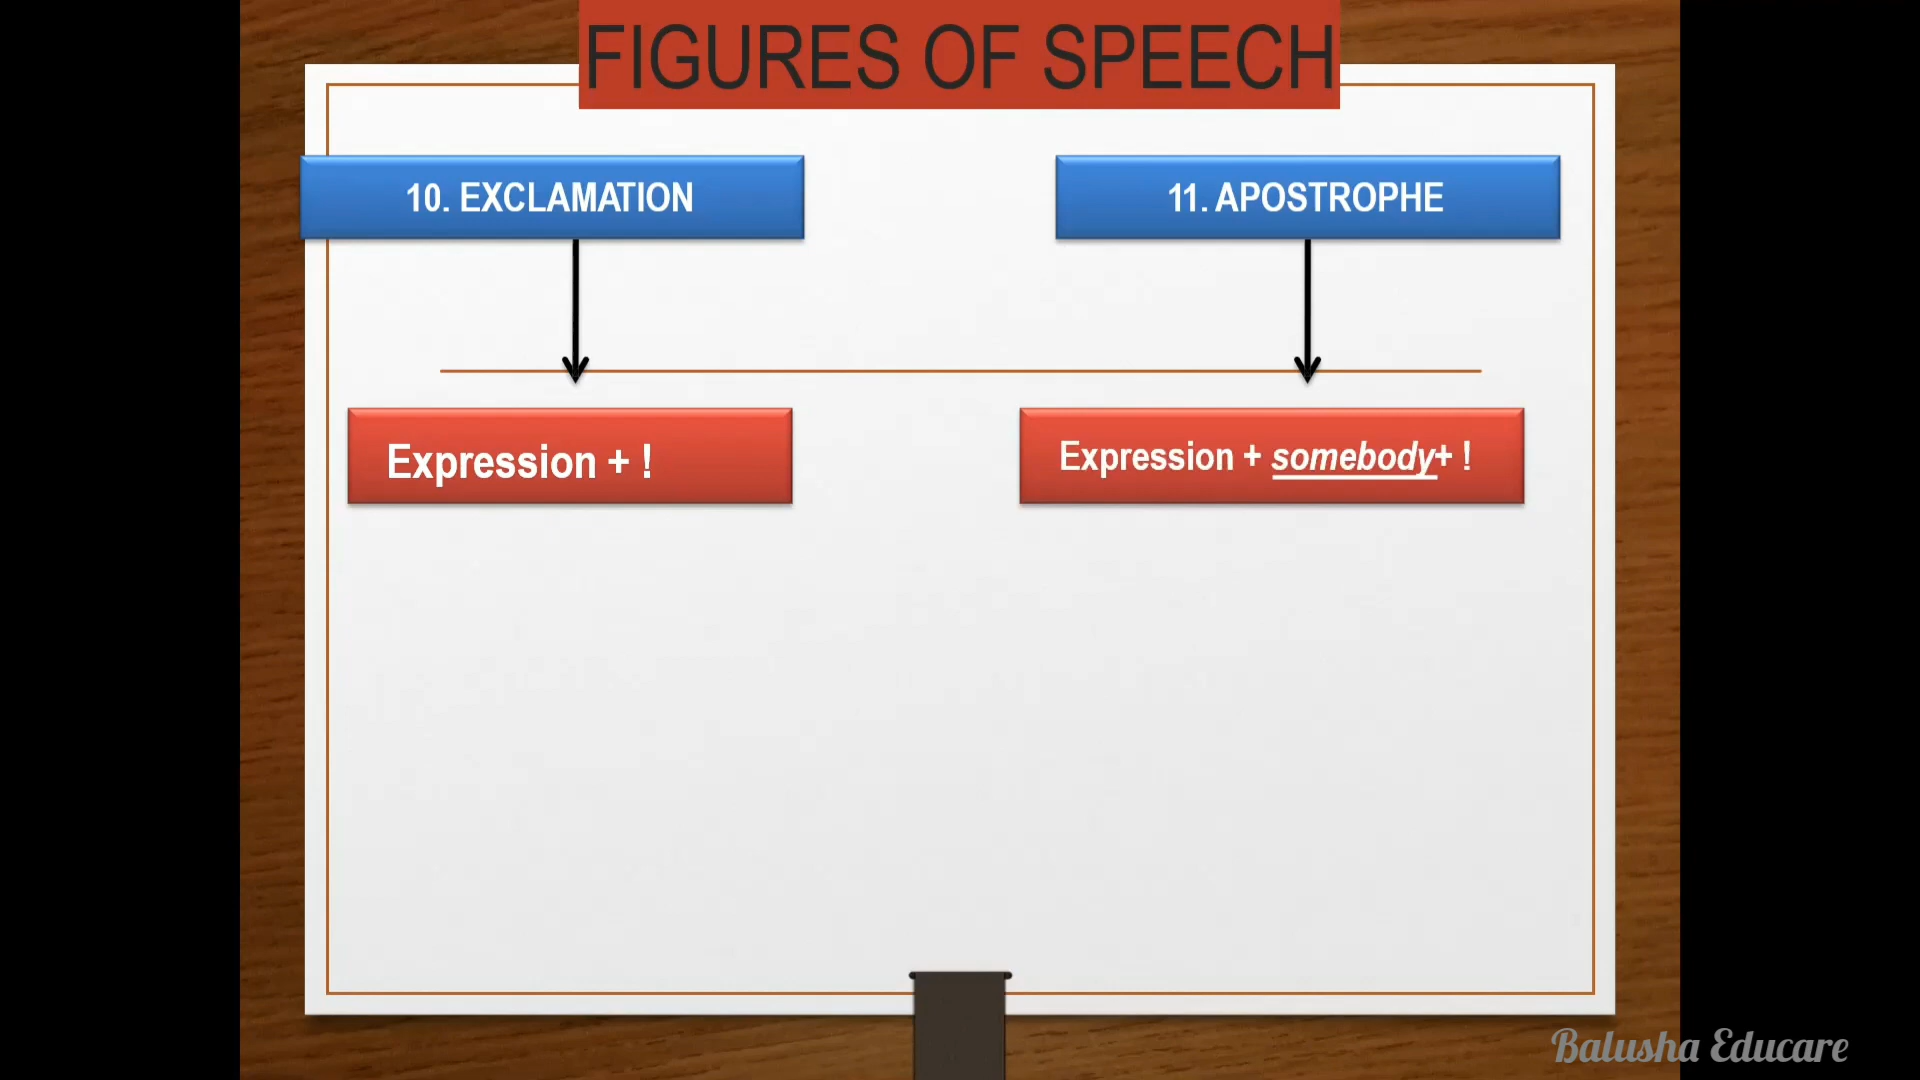 FIGURES OF SPEECH
10. EXCLAMATION
11. APOSTROPHE
Expression + !
Expression + somebody+ !
Balusha Educare